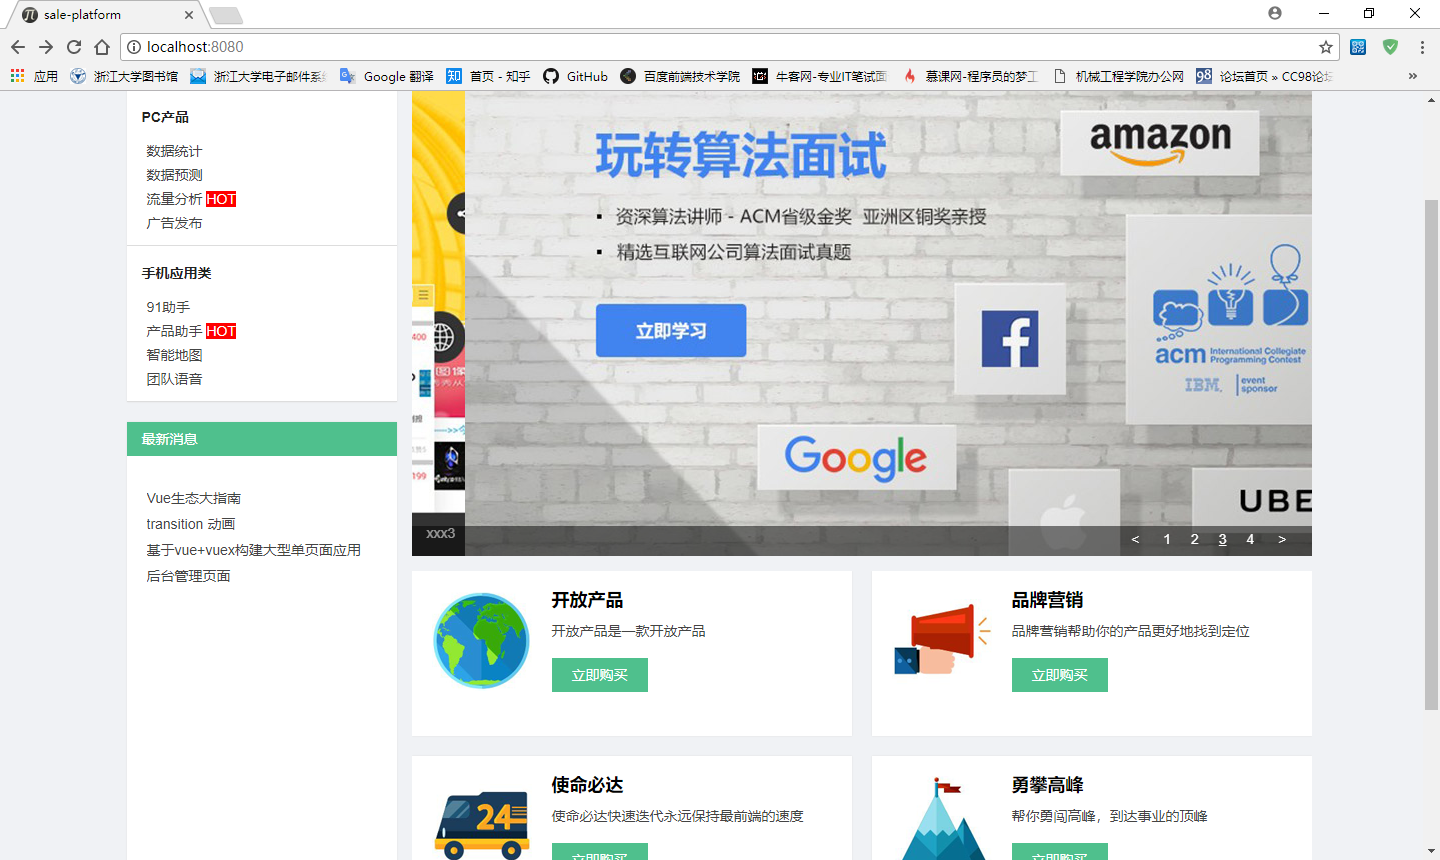 sale-platform
localhost:8080
应用 浙江大学图书馆 浙江大学电子邮件系 Google 翻译 知 首页 - 知乎 GitHub 百度前端技术学院 牛客网-专业IT笔试面 慕课网-程序员的梦工 机械工程学院办公网 98 论坛首页 » CC98论坛 »
PC产品
数据统计
数据预测
流量分析 HOT
广告发布
手机应用类
91助手
产品助手 HOT
智能地图
团队语音
最新消息
Vue生态大指南
transition 动画
基于vue+vuex构建大型单页面应用
后台管理页面
400
199
玩转算法面试
▪ 资深算法讲师 - ACM省级金奖 亚洲区铜奖亲授
▪ 精选互联网公司算法面试真题
立即学习
amazon
f
acm International Collegiate
Programming Contest
IBM. event
sponsor
Google
UBE
xxx3
< 1 2 3 4 >
开放产品
开放产品是一款开放产品
立即购买
品牌营销
品牌营销帮助你的产品更好地找到定位
立即购买
24
使命必达
使命必达快速迭代永远保持最前端的速度
立即购买
勇攀高峰
帮你勇闯高峰，到达事业的顶峰
立即购买